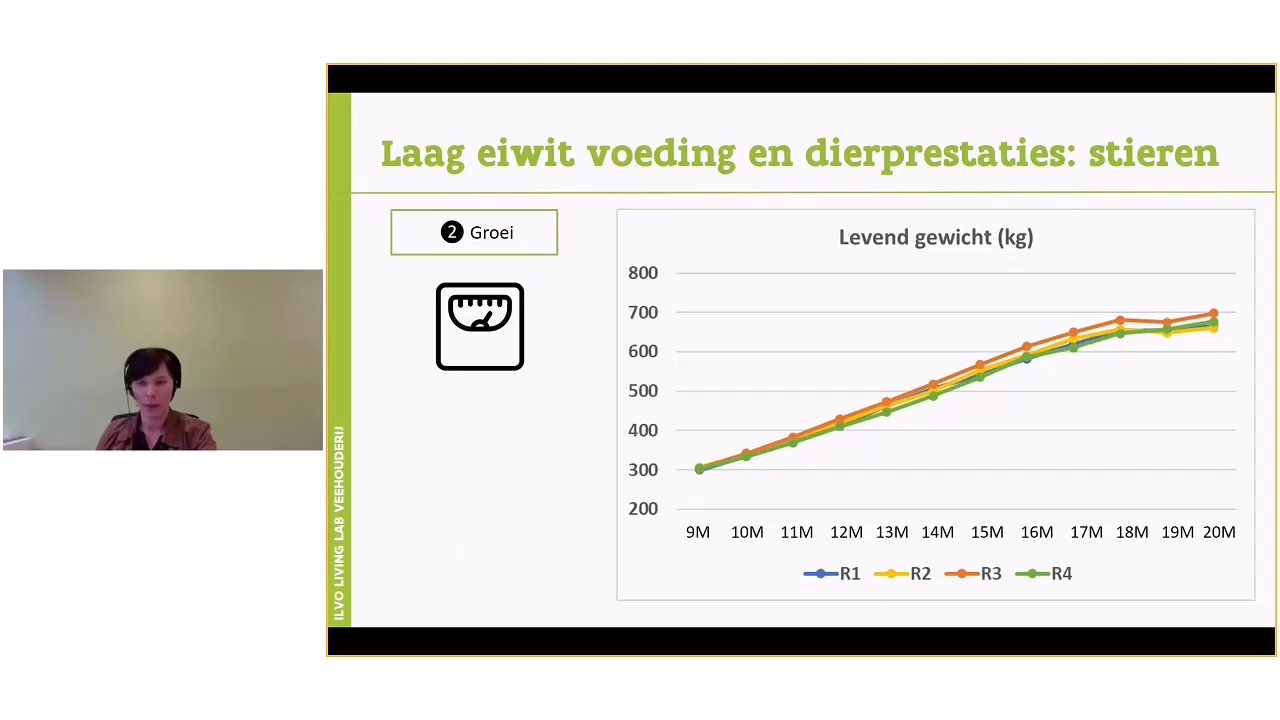 Laag eiwit voeding en dierprestaties: stieren
2 Groei
Levend gewicht (kg)
800
700
600
500
400
300
200
9M 10M 11M 12M 13M 14M 15M 16M 17M 18M 19M 20M
R1 R2 R3 R4
ILVO LIVING LAB VEEHOUDERIJ